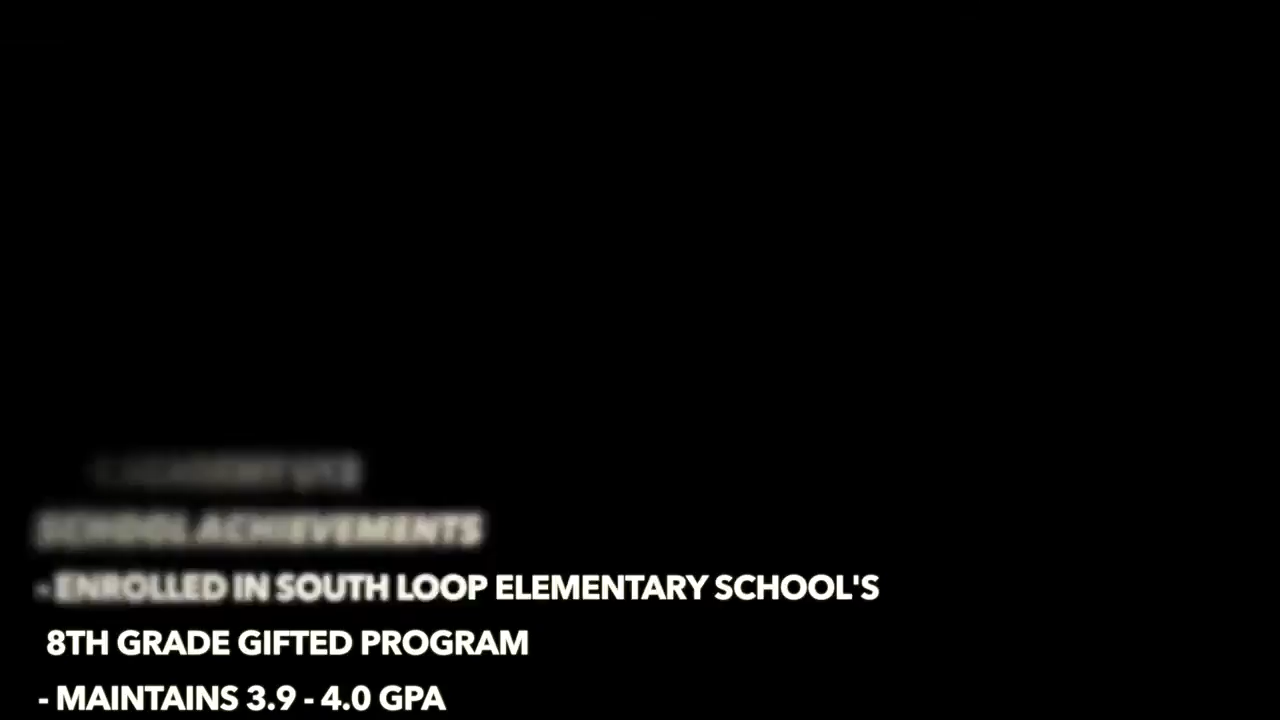 SCHOOL ACHIEVEMENTS
- ENROLLED IN SOUTH LOOP ELEMENTARY SCHOOL'S
8TH GRADE GIFTED PROGRAM
- MAINTAINS 3.9 - 4.0 GPA